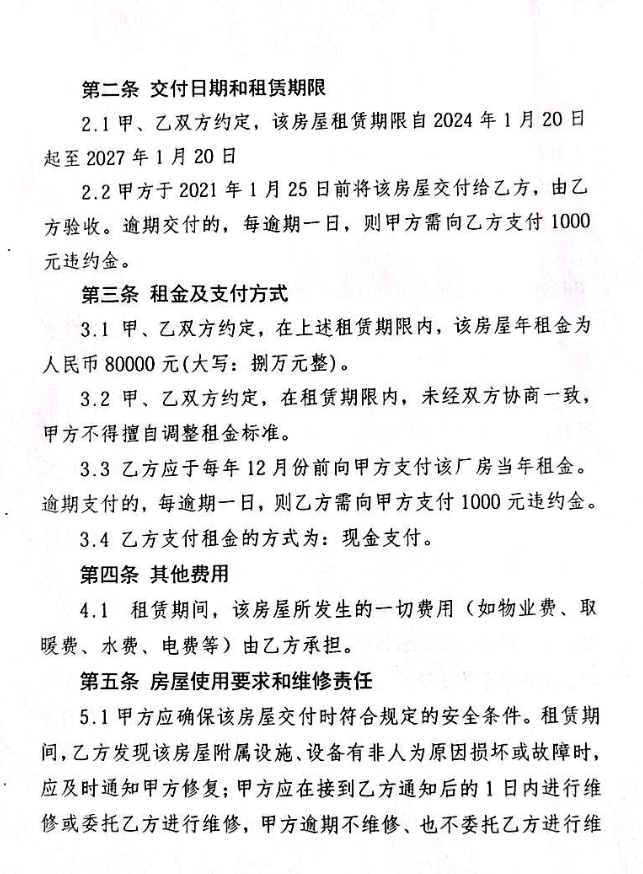 第二条 交付日期和租赁期限
2.1 甲、乙双方约定，该房屋租赁期限自 2024 年 1 月 20 日
起至 2027 年 1 月 20 日
2.2 甲方于 2021 年 1 月 25 日前将该房屋交付给乙方，由乙
方验收。逾期交付的，每逾期一日，则甲方需向乙方支付 1000
元违约金。
第三条 租金及支付方式
3.1 甲、乙双方约定，在上述租赁期限内，该房屋年租金为
人民币 80000 元(大写：捌万元整)。
3.2 甲、乙双方约定，在租赁期限内，未经双方协商一致，
甲方不得擅自调整租金标准。
3.3 乙方应于每年 12 月份前向甲方支付该厂房当年租金。
逾期支付的，每逾期一日，则乙方需向甲方支付 1000 元违约金。
3.4 乙方支付租金的方式为：现金支付。
第四条 其他费用
4.1 租赁期间，该房屋所发生的一切费用（如物业费、取
暖费、水费、电费等）由乙方承担。
第五条 房屋使用要求和维修责任
5.1 甲方应确保该房屋交付时符合规定的安全条件。租赁期
间，乙方发现该房屋附属设施、设备有非人为原因损坏或故障时，
应及时通知甲方修复；甲方应在接到乙方通知后的 1 日内进行维
修或委托乙方进行维修，甲方逾期不维修、也不委托乙方进行维